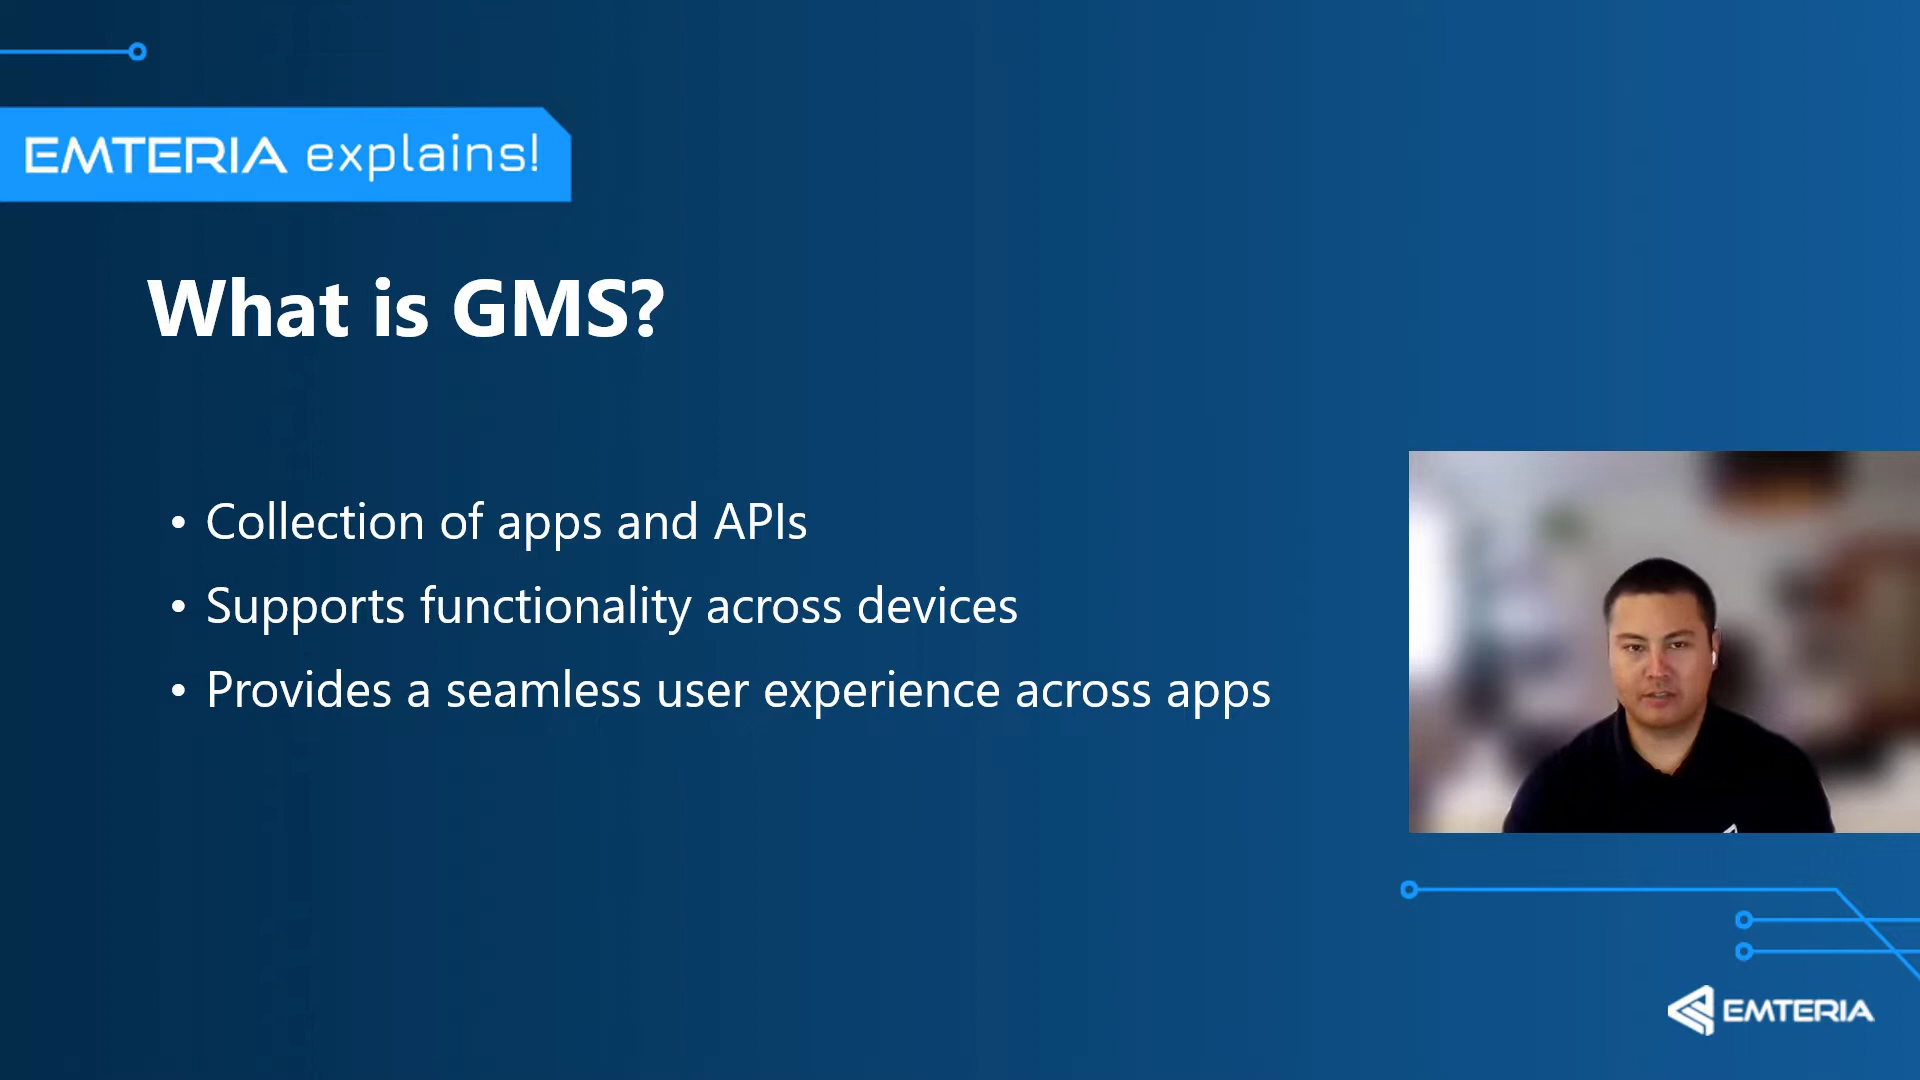 EMTERIA explains!
What is GMS?
• Collection of apps and APIs
• Supports functionality across devices
• Provides a seamless user experience across apps
EMTERIA